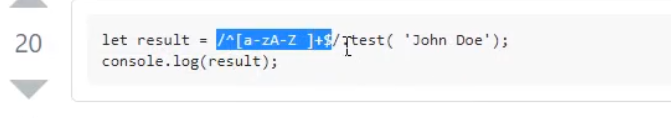 20
let result = /^[a-zA-Z ]+$/.test( 'John Doe');
console.log(result);